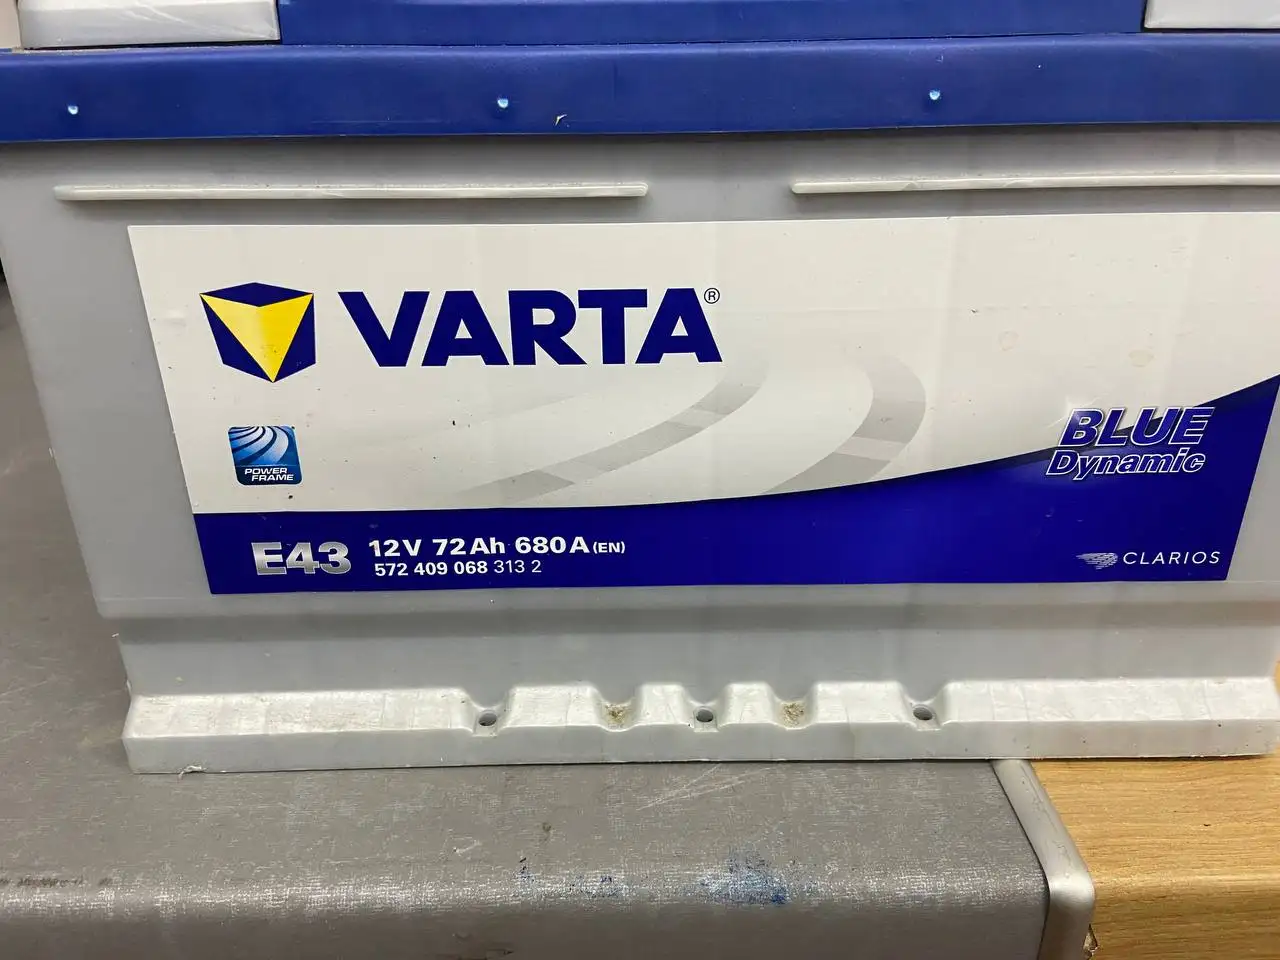 VARTA®
POWER
FRAME
BLUE
Dynamic
E43 12V 72Ah 680A (EN)
572 409 068 313 2
CLARIOS